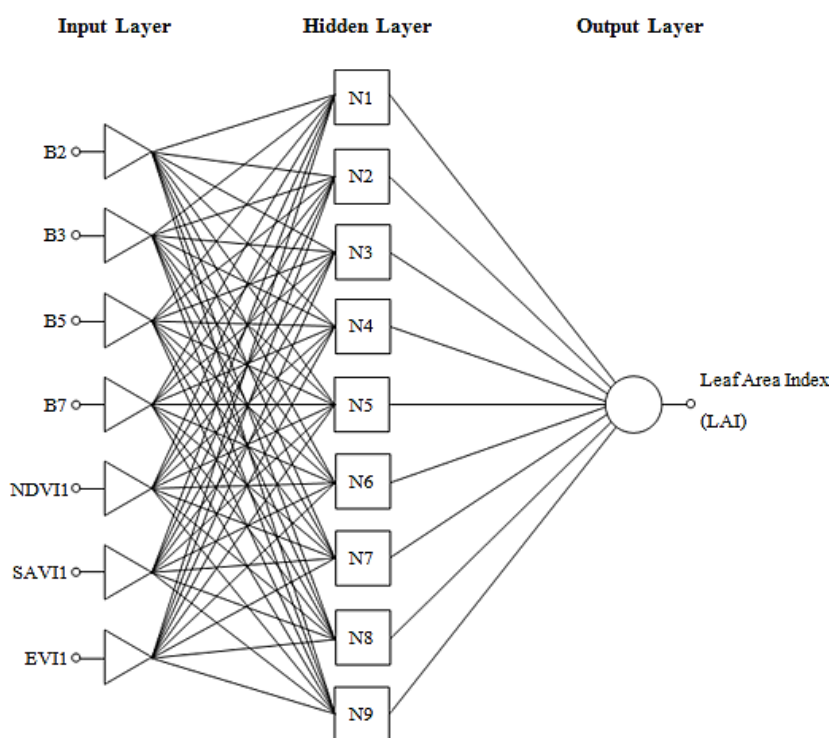 Input Layer
Hidden Layer
Output Layer
B2
B3
B5
B7
NDVI1
SAVI1
EVI1
N1
N2
N3
N4
N5
N6
N7
N8
N9
Leaf Area Index
(LAI)